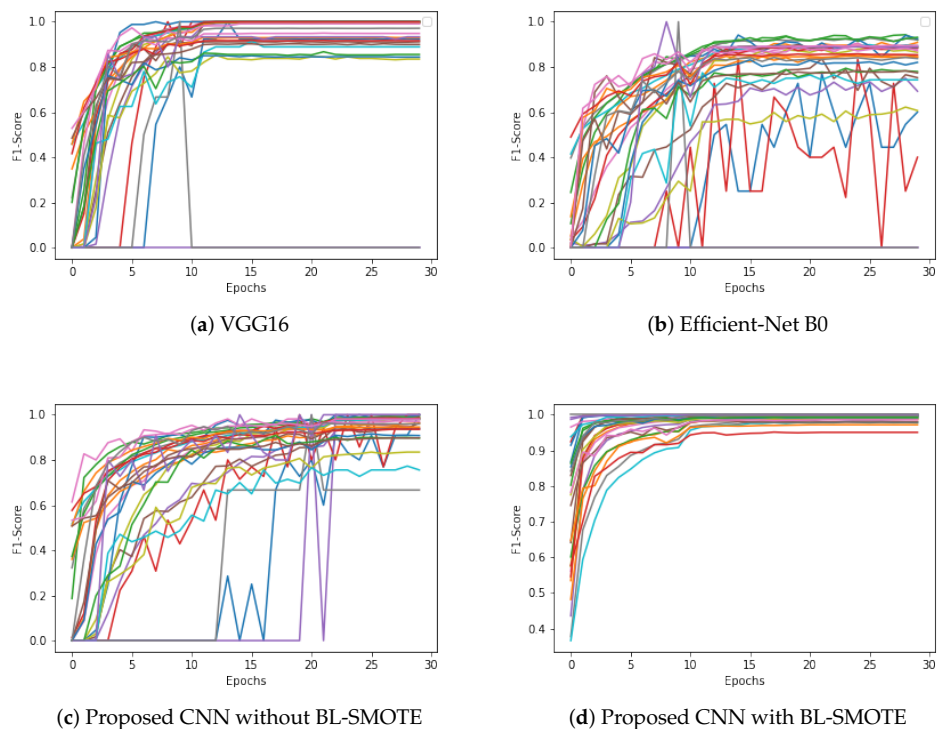 1.0
0.8
0.6
0.4
0.2
0.0
F1-Score
0 5 10 15 20 25 30
Epochs
(a) VGG16
1.0
0.8
0.6
0.4
0.2
0.0
F1-Score
0 5 10 15 20 25 30
Epochs
(b) Efficient-Net B0
1.0
0.8
0.6
0.4
0.2
0.0
F1-Score
0 5 10 15 20 25 30
Epochs
(c) Proposed CNN without BL-SMOTE
1.0
0.9
0.8
0.7
0.6
0.5
0.4
F1-Score
0 5 10 15 20 25 30
Epochs
(d) Proposed CNN with BL-SMOTE